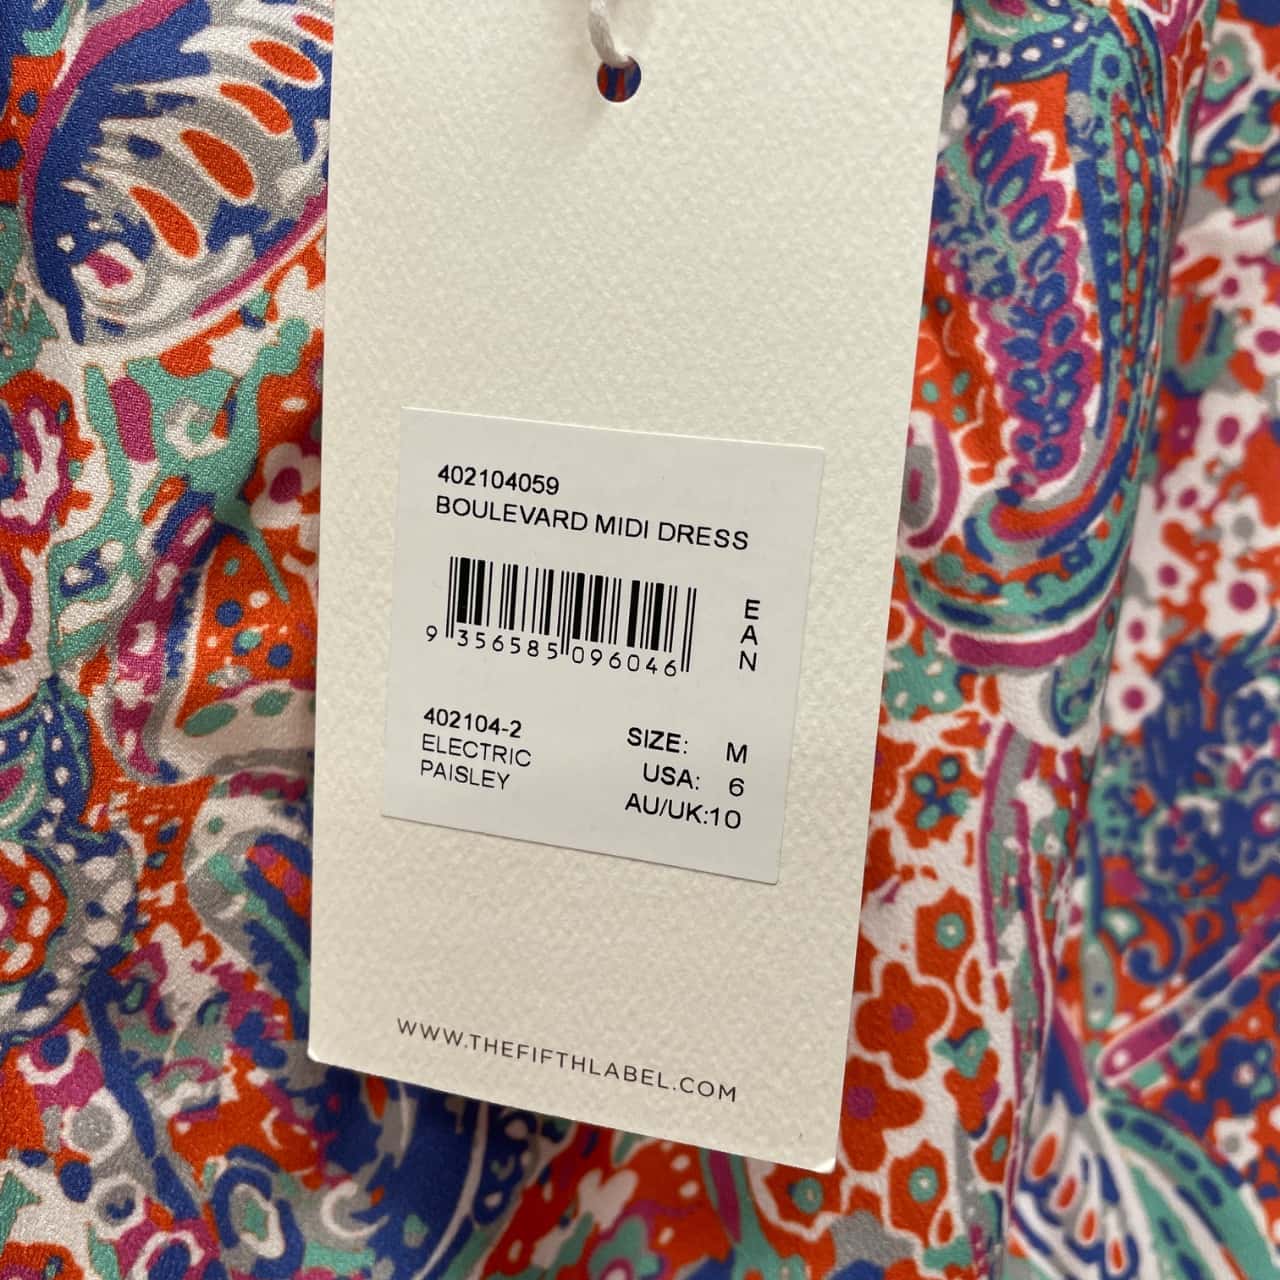 402104059
BOULEVARD MIDI DRESS
9 356585 096046
EAN
402104-2
ELECTRIC
PAISLEY
SIZE: M
USA: 6
AU/UK:10
WWW.THEFIFTHLABEL.COM